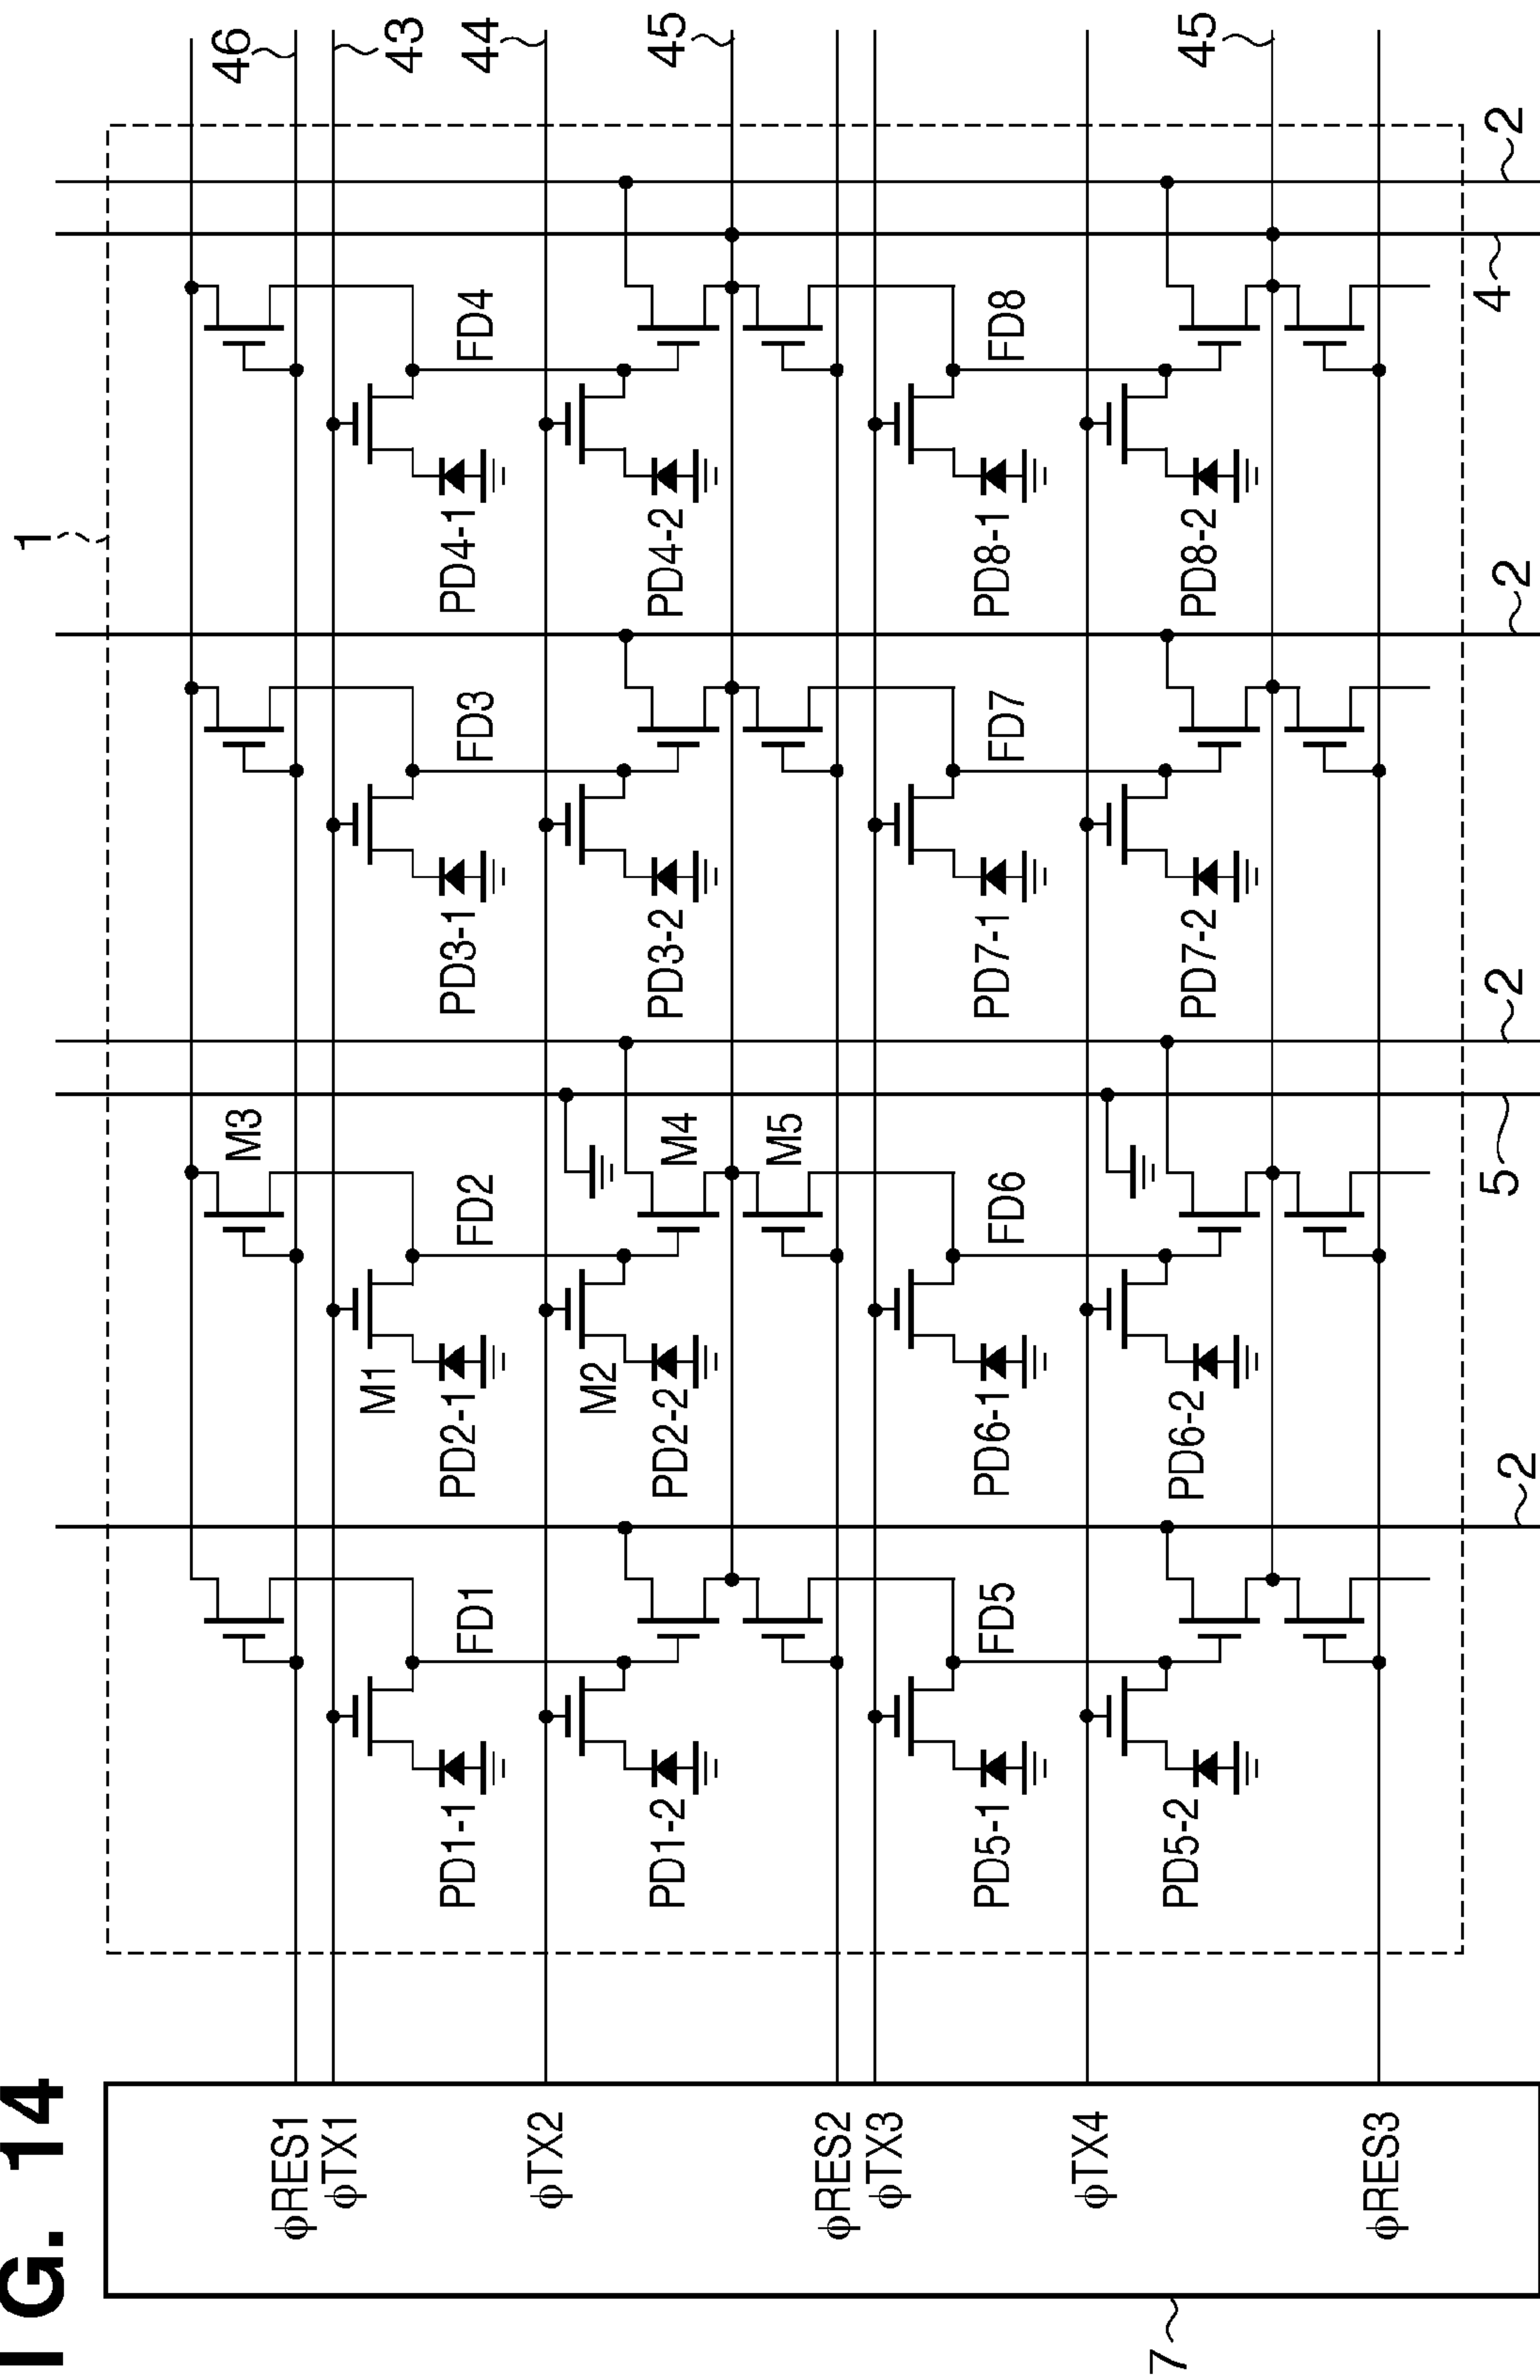 IG. 14
1
46
43
44
45
45
7
φRES1
φTX1
φTX2
φRES2
φTX3
φTX4
φRES3
M3
M1
M2
M4
M5
FD1
FD2
FD3
FD4
PD1-1
PD2-1
PD3-1
PD4-1
PD1-2
PD2-2
PD3-2
PD4-2
FD5
FD6
FD7
FD8
PD5-1
PD6-1
PD7-1
PD8-1
PD5-2
PD6-2
PD7-2
PD8-2
2
5
2
2
4
2